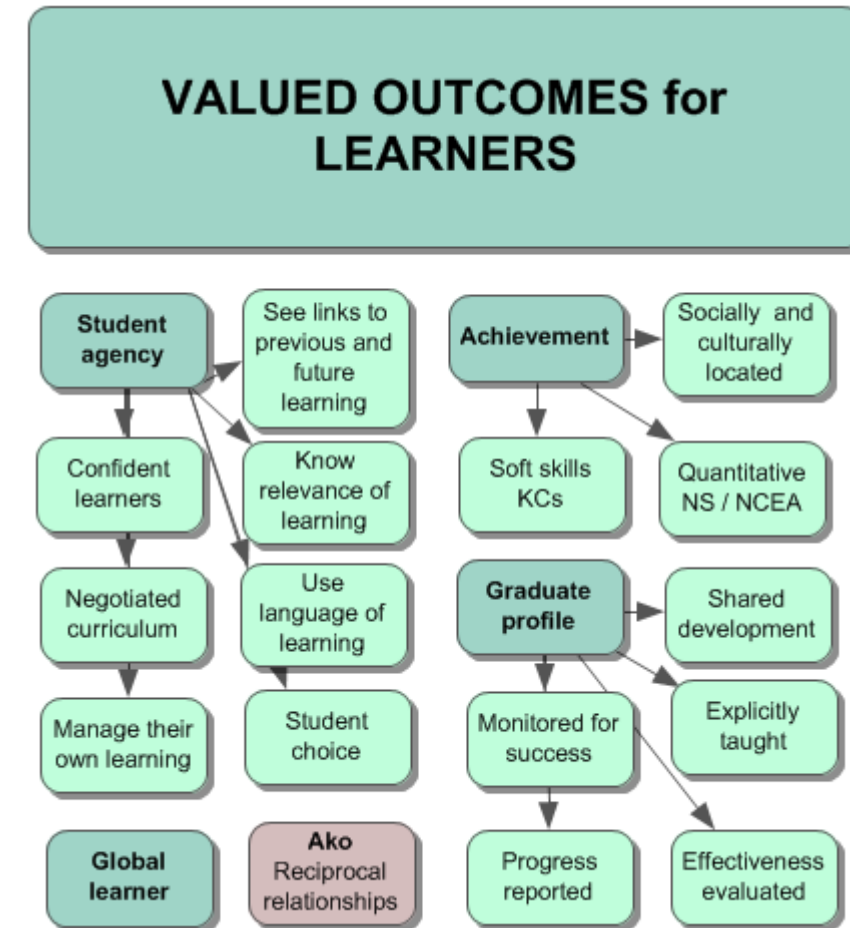 VALUED OUTCOMES for
LEARNERS
Student
agency
See links to
previous and
future
learning
Confident
learners
Know
relevance of
learning
Negotiated
curriculum
Use
language of
learning
Manage their
own learning
Student
choice
Global
learner
Ako
Reciprocal
relationships
Achievement
Socially and
culturally
located
Soft skills
KCs
Quantitative
NS / NCEA
Graduate
profile
Shared
development
Monitored for
success
Explicitly
taught
Progress
reported
Effectiveness
evaluated